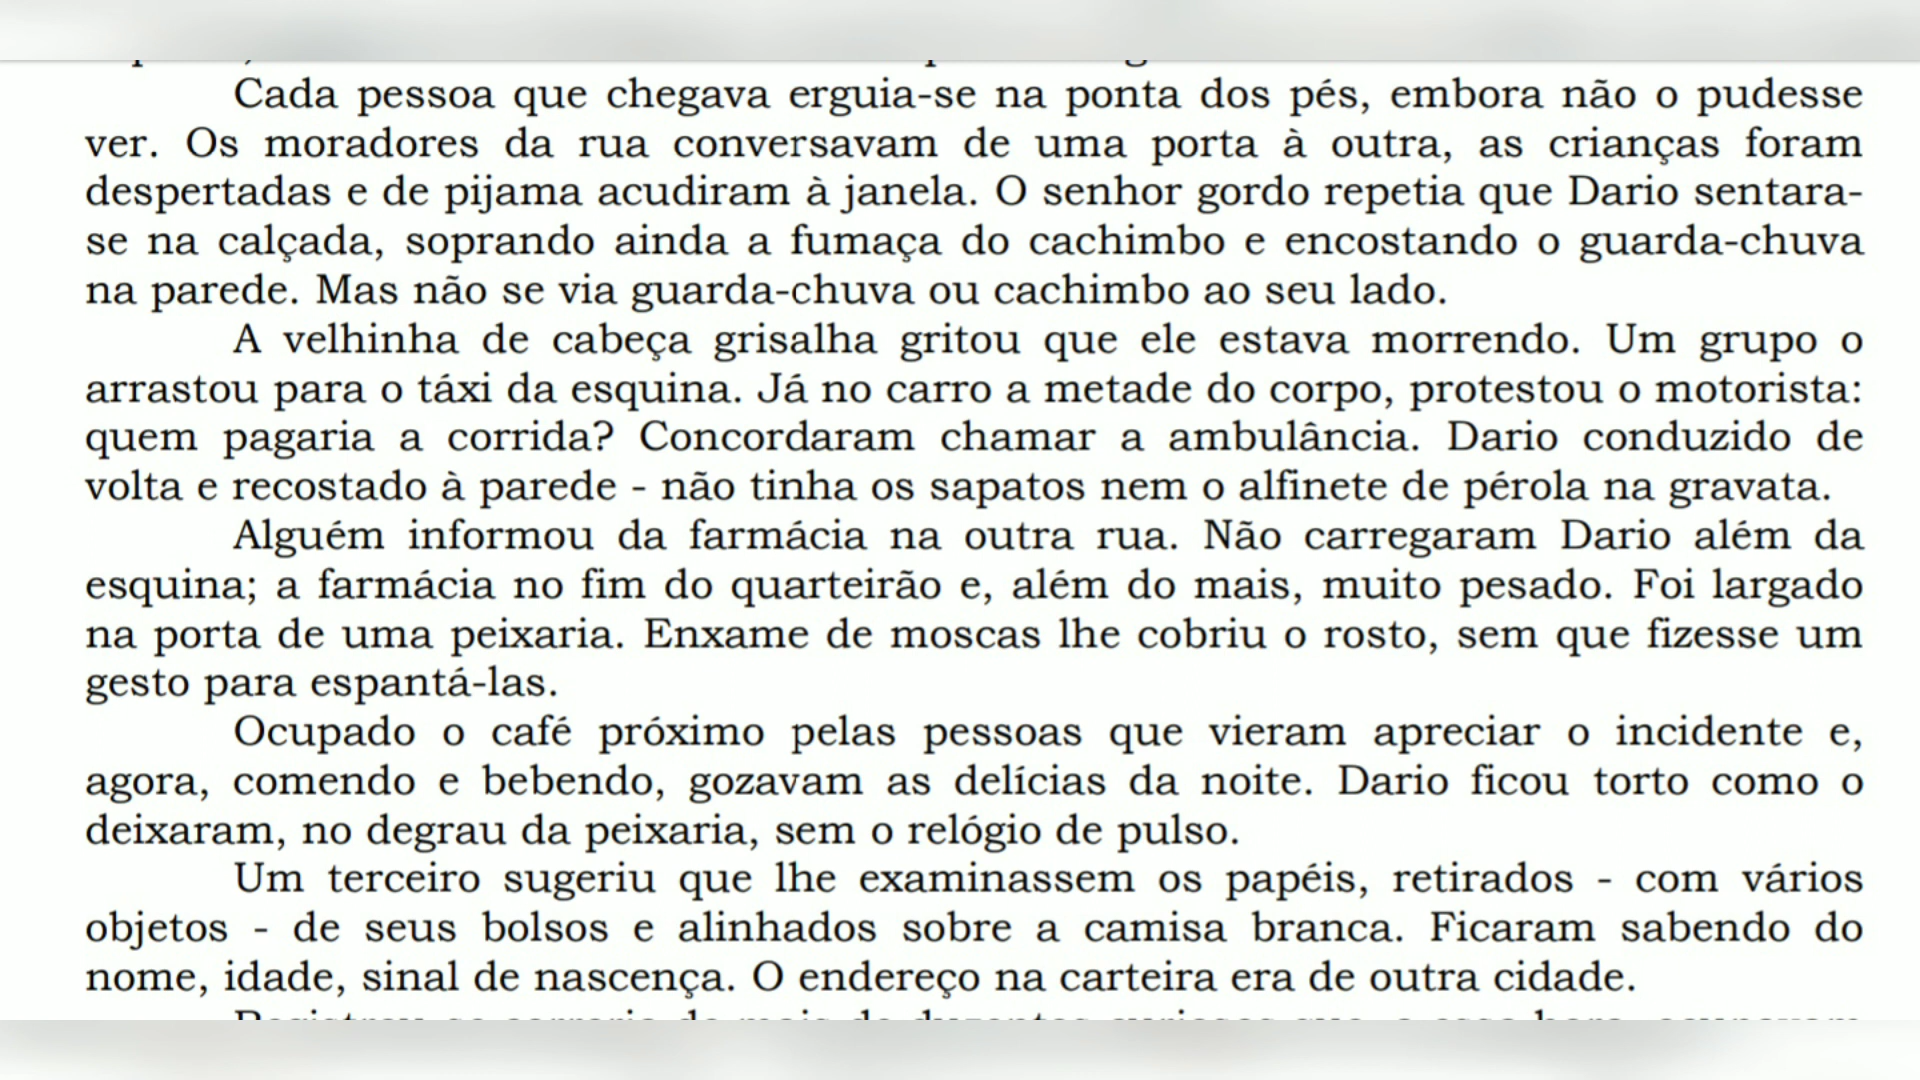 Cada pessoa que chegava erguia-se na ponta dos pés, embora não o pudesse
ver. Os moradores da rua conversavam de uma porta à outra, as crianças foram
despertadas e de pijama acudiram à janela. O senhor gordo repetia que Dario sentara-
se na calçada, soprando ainda a fumaça do cachimbo e encostando o guarda-chuva
na parede. Mas não se via guarda-chuva ou cachimbo ao seu lado.
A velhinha de cabeça grisalha gritou que ele estava morrendo. Um grupo o
arrastou para o táxi da esquina. Já no carro a metade do corpo, protestou o motorista:
quem pagaria a corrida? Concordaram chamar a ambulância. Dario conduzido de
volta e recostado à parede - não tinha os sapatos nem o alfinete de pérola na gravata.
Alguém informou da farmácia na outra rua. Não carregaram Dario além da
esquina; a farmácia no fim do quarteirão e, além do mais, muito pesado. Foi largado
na porta de uma peixaria. Enxame de moscas lhe cobriu o rosto, sem que fizesse um
gesto para espantá-las.
Ocupado o café próximo pelas pessoas que vieram apreciar o incidente e,
agora, comendo e bebendo, gozavam as delícias da noite. Dario ficou torto como o
deixaram, no degrau da peixaria, sem o relógio de pulso.
Um terceiro sugeriu que lhe examinassem os papéis, retirados - com vários
objetos - de seus bolsos e alinhados sobre a camisa branca. Ficaram sabendo do
nome, idade, sinal de nascença. O endereço na carteira era de outra cidade.